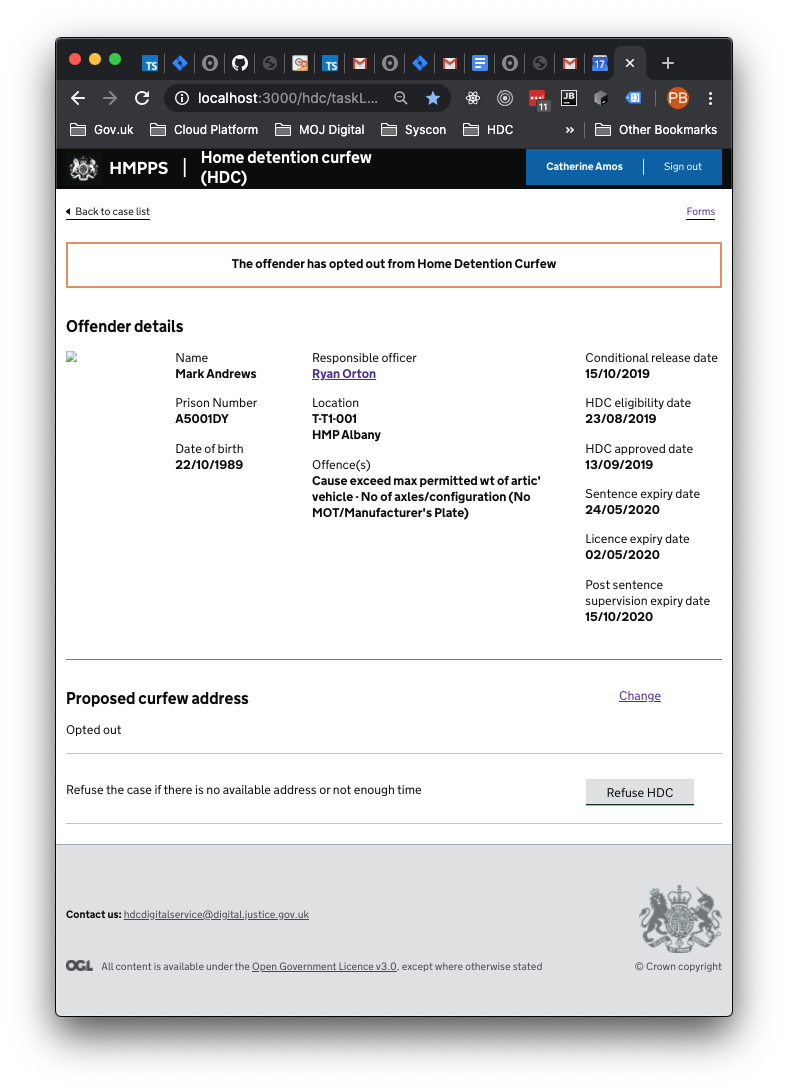 TS
TS
17
localhost:3000/hdc/taskL...
11
JB
PB
Gov.uk
Cloud Platform
MOJ Digital
Syscon
HDC
»
Other Bookmarks
HMPPS
Home detention curfew
(HDC)
Catherine Amos
Sign out
Back to case list
Forms
The offender has opted out from Home Detention Curfew
Offender details
Name
Mark Andrews
Prison Number
A5001DY
Date of birth
22/10/1989
Responsible officer
Ryan Orton
Location
T-T1-001
HMP Albany
Offence(s)
Cause exceed max permitted wt of artic'
vehicle - No of axles/configuration (No
MOT/Manufacturer's Plate)
Conditional release date
15/10/2019
HDC eligibility date
23/08/2019
HDC approved date
13/09/2019
Sentence expiry date
24/05/2020
Licence expiry date
02/05/2020
Post sentence
supervision expiry date
15/10/2020
Proposed curfew address
Change
Opted out
Refuse the case if there is no available address or not enough time
Refuse HDC
Contact us: hdcdigitalservice@digital.justice.gov.uk
OGL All content is available under the Open Government Licence v3.0, except where otherwise stated
© Crown copyright